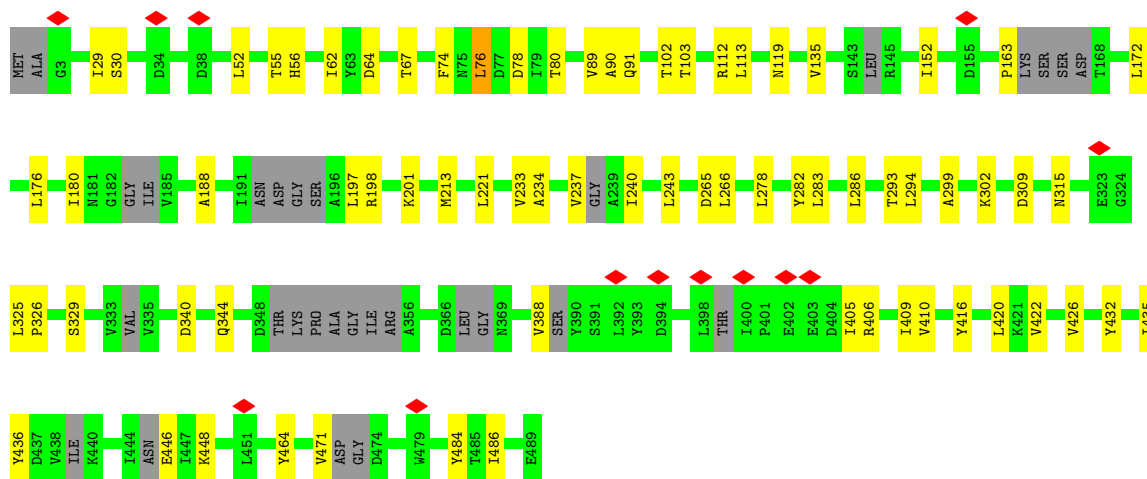 MET ALA G3 I29 S30 D34 D38 L52 T55 H56 I62 Y63 D64 T67 F74 N75 L76 D77 D78 I79 T80 V89 A90 Q91 T102 T103 R112 L113 N119 V135 S143 LEU R145 I152 D155 P163 LYS SER SER ASP T168 L172
L176 I180 N181 G182 GLY ILE V185 A188 I191 ASN ASP GLY SER A196 L197 R198 K201 M213 L221 V233 A234 V237 GLY A239 I240 L243 D265 L266 L278 Y282 L283 L286 T293 L294 A299 K302 D309 N315 E323 G324
L325 P326 S329 V333 VAL V335 D340 Q344 D348 THR LYS PRO ALA GLY ILE ARG A356 D366 LEU GLY N369 V388 SER Y390 S391 L392 Y393 D394 L398 THR I400 P401 E402 E403 D404 I405 R406 I409 V410 Y416 L420 K421 V422 V426 Y432
Y436 D437 V438 ILE K440 I444 ASN E446 I447 K448 L451 Y464 V471 ASP GLY D474 W479 Y484 T485 I486 E489